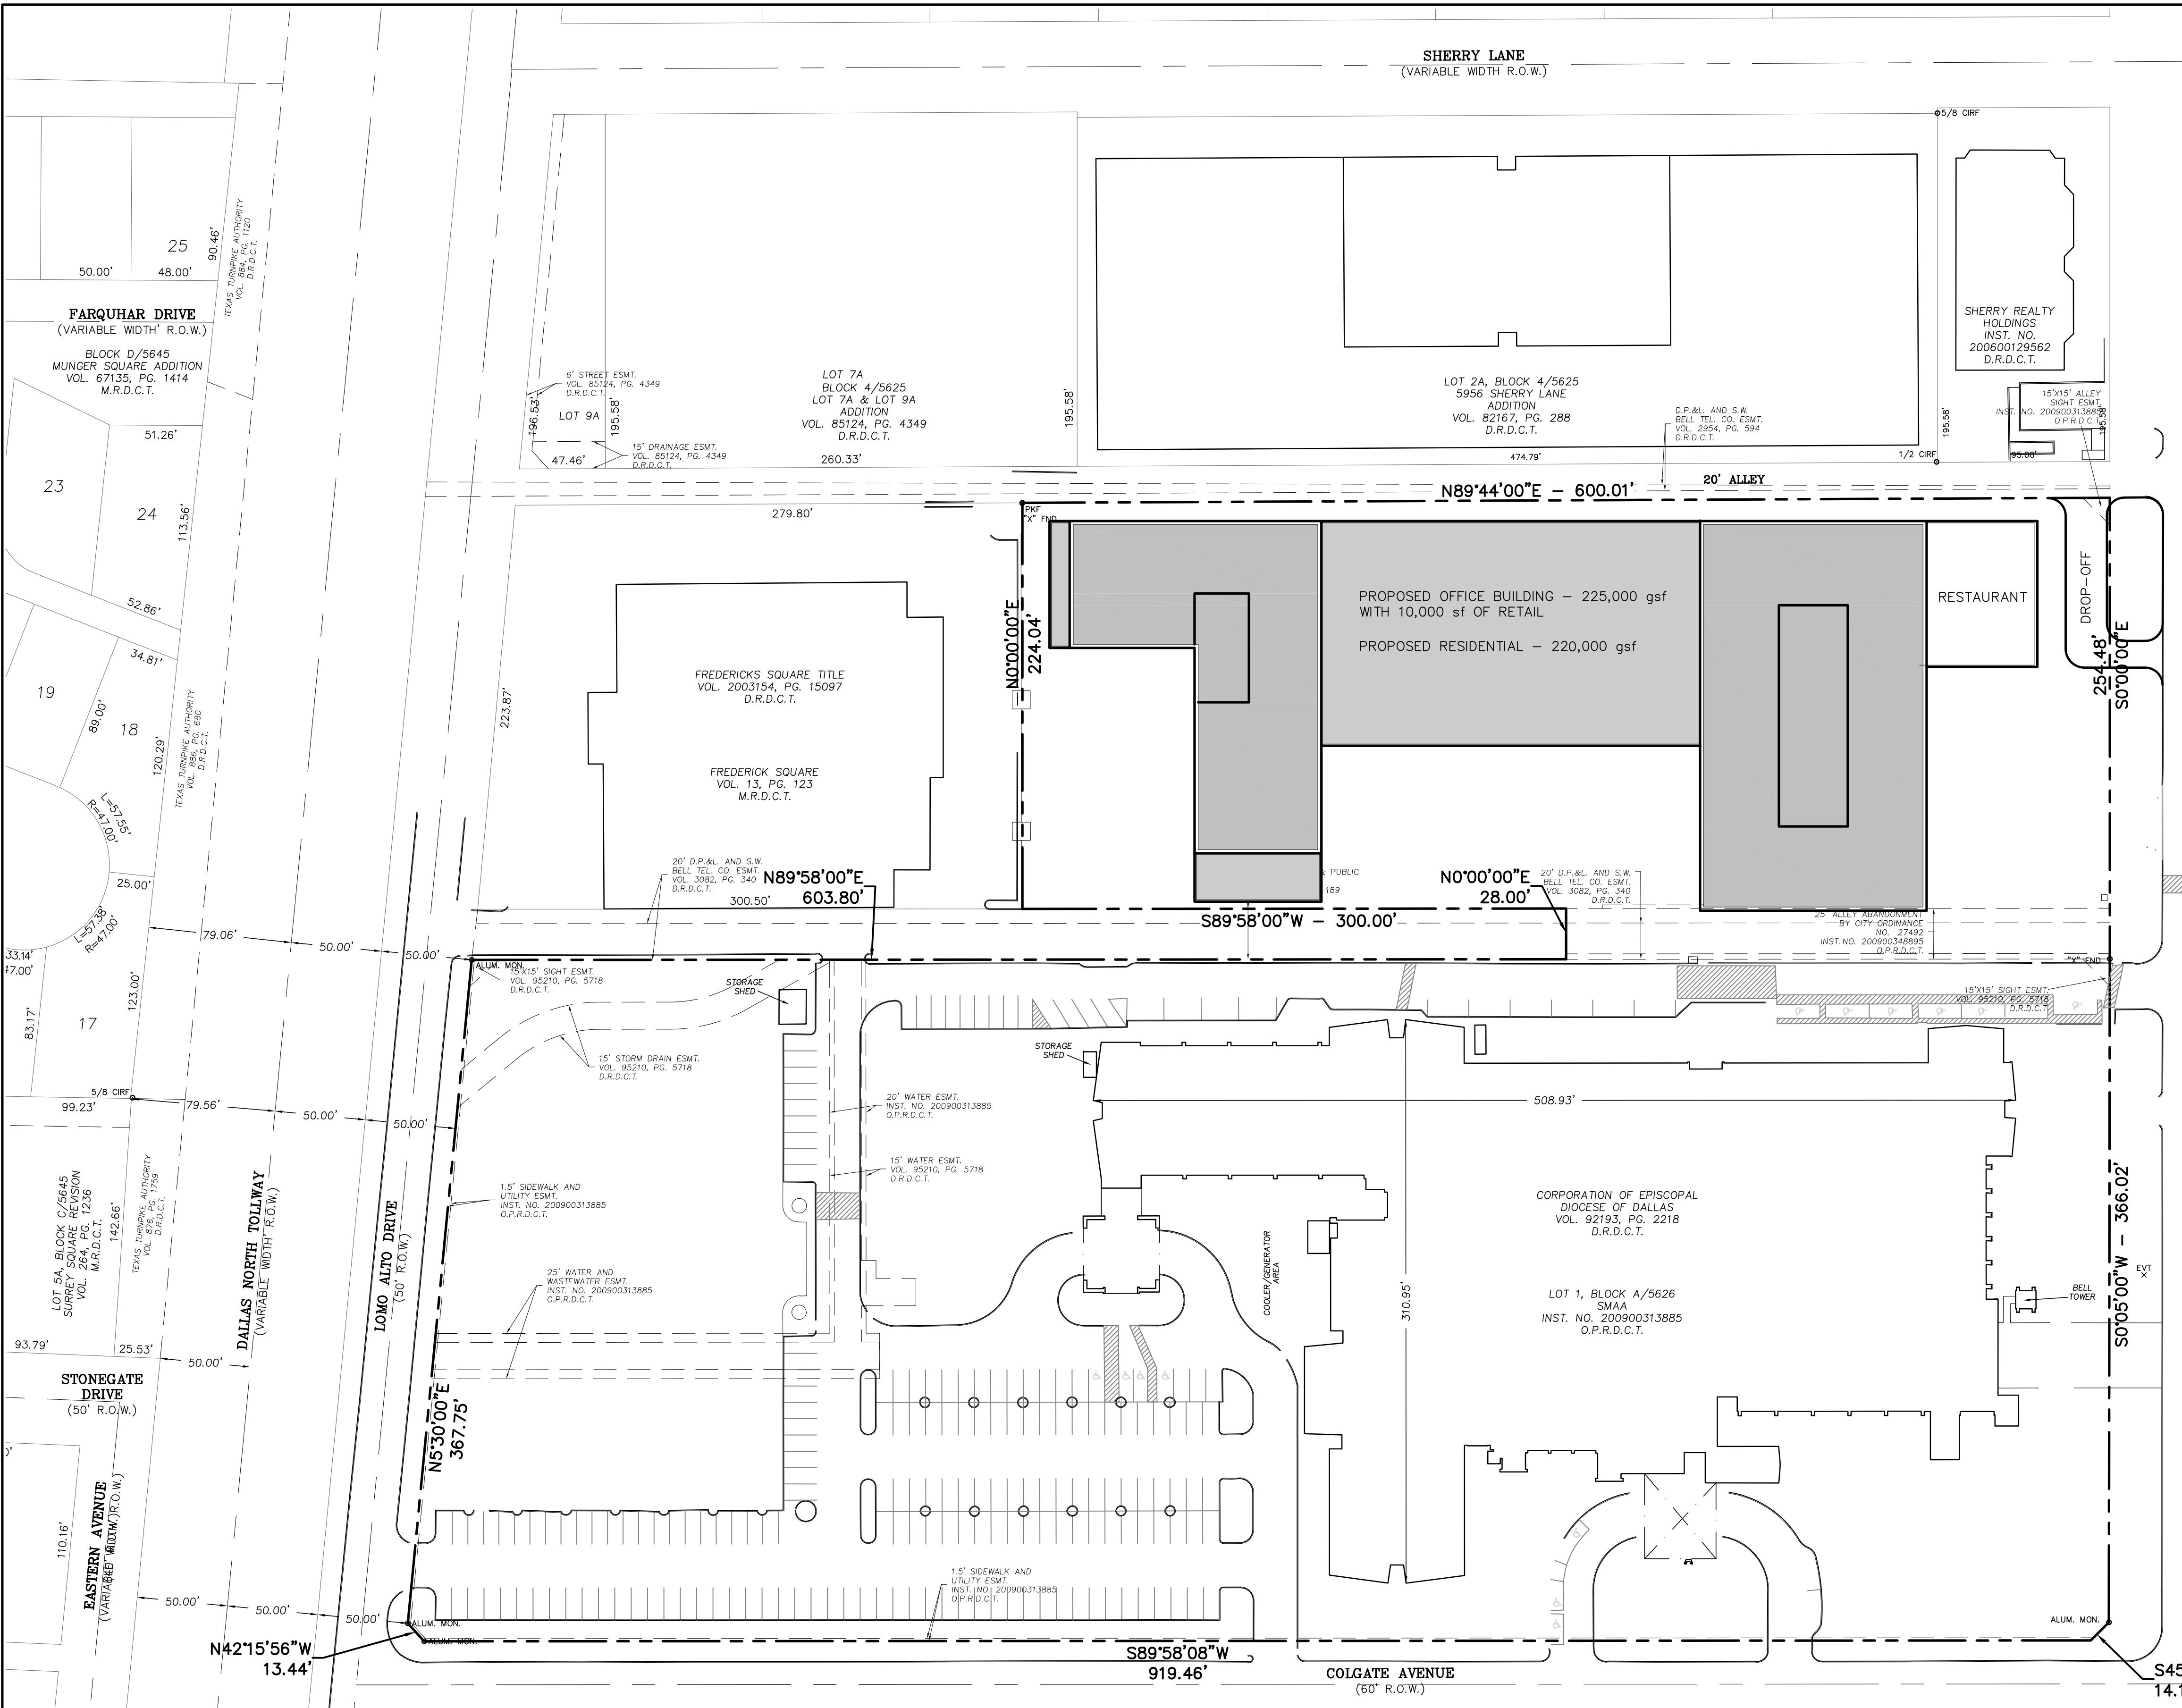 SHERRY LANE
(VARIABLE WIDTH R.O.W.)
5/8 CIRF
25
50.00'
48.00'
90.46'
TEXAS TURNPIKE AUTHORITY
VOL. 884, PG. 1120
D.R.D.C.T.
FARQUHAR DRIVE
(VARIABLE WIDTH' R.O.W.)
BLOCK D/5645
MUNGER SQUARE ADDITION
VOL. 67135, PG. 1414
M.R.D.C.T.
6' STREET ESMT.
VOL. 85124, PG. 4349
D.R.D.C.T.
LOT 9A
196.53'
195.58'
15' DRAINAGE ESMT.
VOL. 85124, PG. 4349
D.R.D.C.T.
47.46'
LOT 7A
BLOCK 4/5625
LOT 7A & LOT 9A
ADDITION
VOL. 85124, PG. 4349
D.R.D.C.T.
260.33'
195.58'
LOT 2A, BLOCK 4/5625
5956 SHERRY LANE
ADDITION
VOL. 82167, PG. 288
D.R.D.C.T.
474.79'
D.P.&L. AND S.W.
BELL TEL. CO. ESMT.
VOL. 2954, PG. 594
D.R.D.C.T.
1/2 CIRF
195.58'
SHERRY REALTY
HOLDINGS
INST. NO.
200600129562
D.R.D.C.T.
15'X15' ALLEY
SIGHT ESMT.
INST. NO. 200900313885
O.P.R.D.C.T.
195.58'
95.00'
20' ALLEY
N89°44'00"E - 600.01'
PKF
"X" FND
279.80'
51.26'
23
24
113.56'
52.86'
34.81'
19
18
89.00'
120.29'
TEXAS TURNPIKE AUTHORITY
VOL. 886, PG. 680
D.R.D.C.T.
L=57.55'
R=47.00'
25.00'
L=57.38'
R=47.00'
33.14'
47.00'
223.87'
FREDERICKS SQUARE TITLE
VOL. 2003154, PG. 15097
D.R.D.C.T.
FREDERICK SQUARE
VOL. 13, PG. 123
M.R.D.C.T.
N0°00'00"E
224.04'
PROPOSED OFFICE BUILDING - 225,000 gsf
WITH 10,000 sf OF RETAIL
PROPOSED RESIDENTIAL - 220,000 gsf
RESTAURANT
DROP-OFF
254.48'
S0°00'00"E
20' D.P.&L. AND S.W.
BELL TEL. CO. ESMT.
VOL. 3082, PG. 340
D.R.D.C.T.
300.50'
N89°58'00"E
603.80'
PUBLIC
189
S89°58'00"W - 300.00'
N0°00'00"E
28.00'
20' D.P.&L. AND S.W.
BELL TEL. CO. ESMT.
VOL. 3082, PG. 340
D.R.D.C.T.
25' ALLEY ABANDONMENT
BY CITY ORDINANCE
NO. 27492
INST. NO. 200900348895
O.P.R.D.C.T.
"X" FND
15'X15' SIGHT ESMT.
VOL. 95210, PG. 5718
D.R.D.C.T.
79.06'
50.00'
50.00'
ALUM. MON.
15'X15' SIGHT ESMT.
VOL. 95210, PG. 5718
D.R.D.C.T.
STORAGE
SHED
15' STORM DRAIN ESMT.
VOL. 95210, PG. 5718
D.R.D.C.T.
STORAGE
SHED
20' WATER ESMT.
INST. NO. 200900313885
O.P.R.D.C.T.
15' WATER ESMT.
VOL. 95210, PG. 5718
D.R.D.C.T.
123.00'
83.17'
17
5/8 CIRF
99.23'
79.56'
50.00'
50.00'
508.93'
310.95'
CORPORATION OF EPISCOPAL
DIOCESE OF DALLAS
VOL. 92193, PG. 2218
D.R.D.C.T.
LOT 1, BLOCK A/5626
SMAA
INST. NO. 200900313885
O.P.R.D.C.T.
COOLER/GENERATOR
AREA
BELL
TOWER
EVT
S0°05'00"W - 366.02'
LOT 5A, BLOCK C/5645
SURREY SQUARE REVISION
VOL. 264, PG. 1236
M.R.D.C.T.
142.66'
TEXAS TURNPIKE AUTHORITY
VOL. 876, PG. 1759
D.R.D.C.T.
DALLAS NORTH TOLLWAY
(VARIABLE WIDTH' R.O.W.)
LOMO ALTO DRIVE
(50' R.O.W.)
1.5' SIDEWALK AND
UTILITY ESMT.
INST. NO. 200900313885
O.P.R.D.C.T.
25' WATER AND
WASTEWATER ESMT.
INST. NO. 200900313885
O.P.R.D.C.T.
93.79'
25.53'
50.00'
STONEGATE
DRIVE
(50' R.O.W.)
N5°30'00"E
367.75'
110.16'
EASTERN AVENUE
50.00'
50.00'
50.00'
ALUM. MON.
ALUM. MON.
N42°15'56"W
13.44'
1.5' SIDEWALK AND
UTILITY ESMT.
INST. NO. 200900313885
O.P.R.D.C.T.
S89°58'08"W
919.46'
COLGATE AVENUE
(60' R.O.W.)
ALUM. MON.
S45
14.